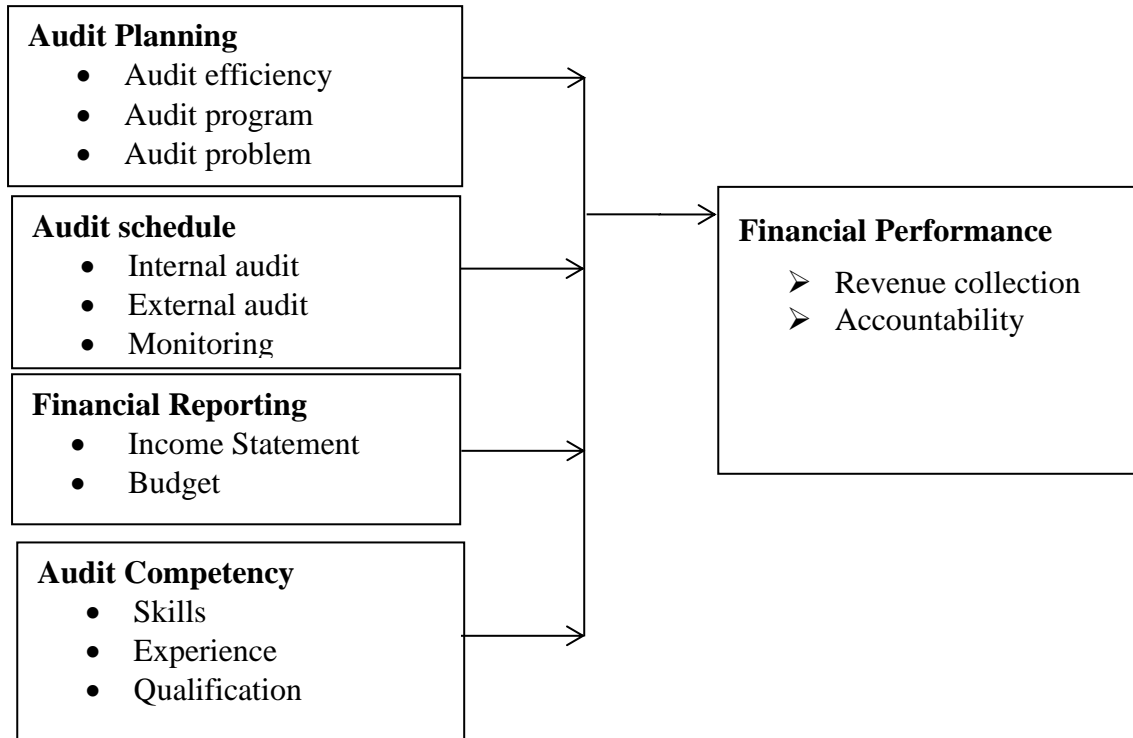 Audit Planning
• Audit efficiency
• Audit program
• Audit problem
Audit schedule
• Internal audit
• External audit
• Monitoring
Financial Reporting
• Income Statement
• Budget
Audit Competency
• Skills
• Experience
• Qualification
Financial Performance
➢ Revenue collection
➢ Accountability